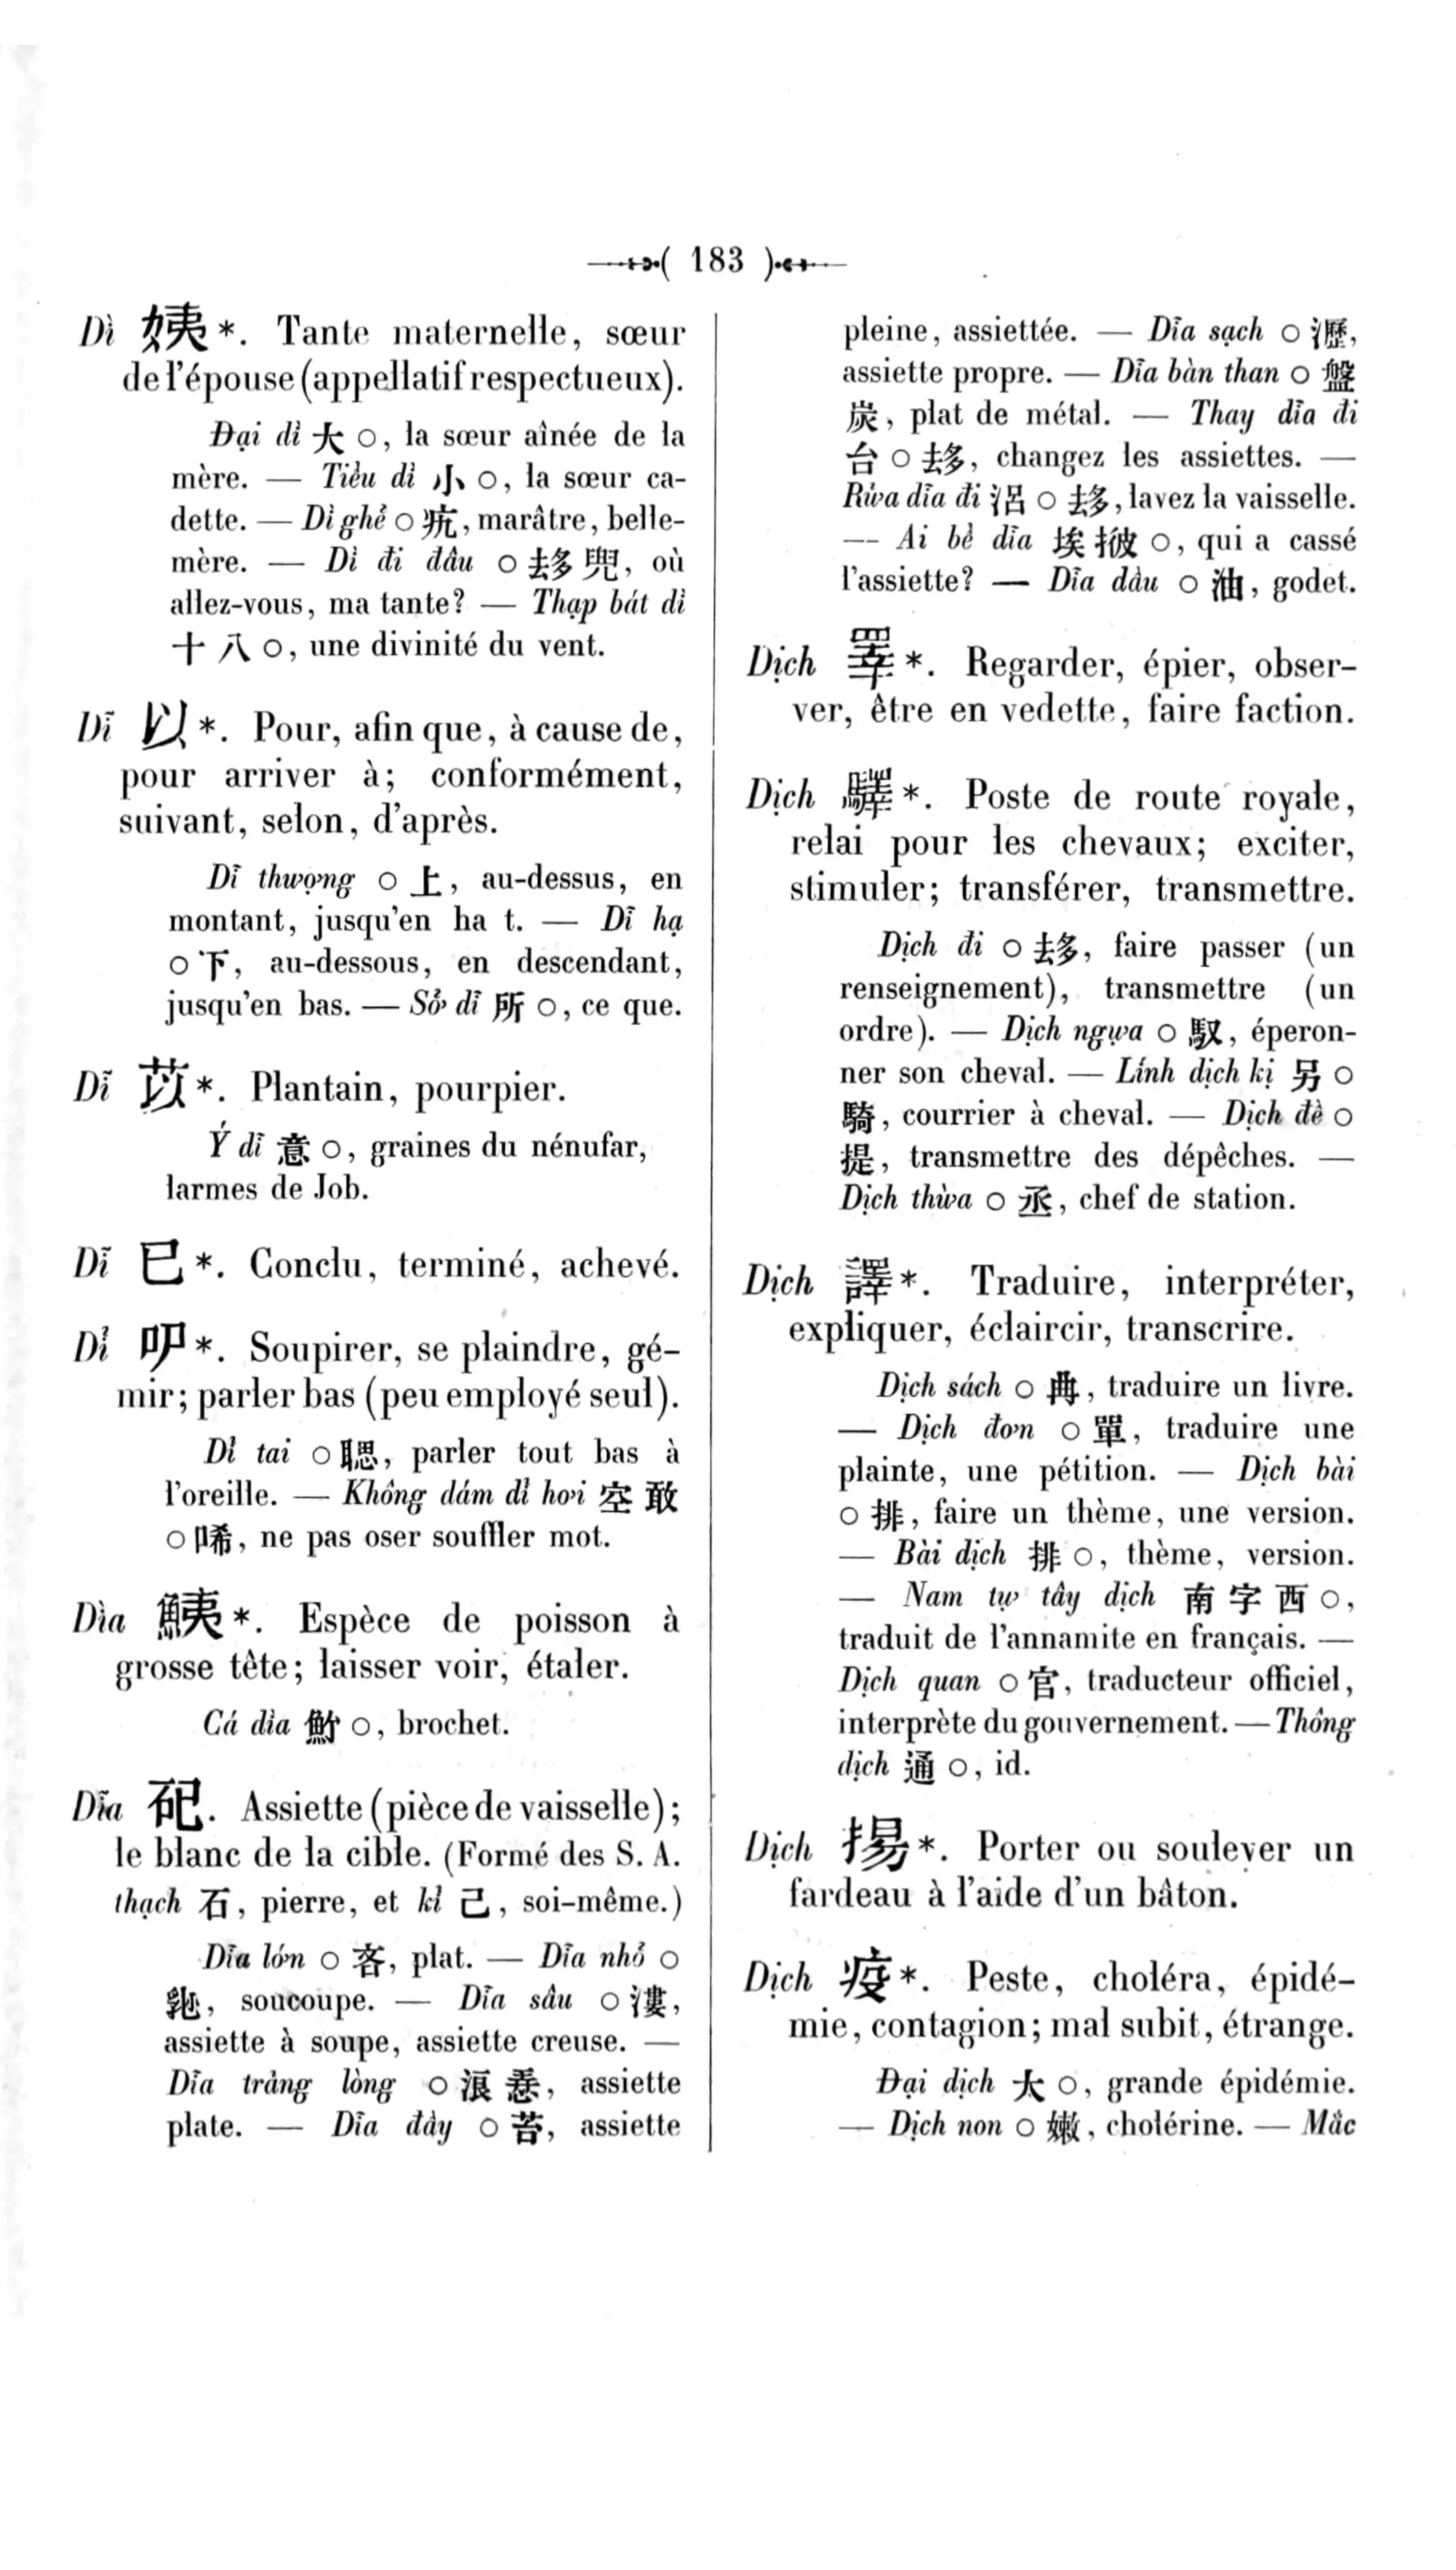 ( 183 )
Dì 姨 *. Tante maternelle, sœur
de l'épouse (appellatif respectueux).
Đại dì 大 ○, la sœur aînée de la
mère. — Tiểu dì 小 ○, la sœur ca-
dette. — Dì ghẻ ○ 𤴪, marâtre, belle-
mère. — Dì đi đâu ○ 𠫾 兜, où
allez-vous, ma tante? — Thạp bát dì
十 八 ○, une divinité du vent.
Dĩ 以 *. Pour, afin que, à cause de,
pour arriver à; conformément,
suivant, selon, d'après.
Dĩ thượng ○ 上, au-dessus, en
montant, jusqu'en ha t. — Dĩ hạ
○ 下, au-dessous, en descendant,
jusqu'en bas. — Sở dĩ 所 ○, ce que.
Dĩ 苡 *. Plantain, pourpier.
Ý dĩ 意 ○, graines du nénufar,
larmes de Job.
Dĩ 已 *. Conclu, terminé, achevé.
Dỉ 吚 *. Soupirer, se plaindre, gé-
mir; parler bas (peu employé seul).
Dỉ tai ○ 聰, parler tout bas à
l'oreille. — Không dám dỉ hơi 空 敢
○ 唏, ne pas oser souffler mot.
Dìa 鮧 *. Espèce de poisson à
grosse tête; laisser voir, étaler.
Cá dìa 魪 ○, brochet.
Dĩa 䂿. Assiette (pièce de vaisselle);
le blanc de la cible. (Formé des S. A.
thạch 石, pierre, et kỉ 己, soi-même.)
Dĩa lớn ○ 吝, plat. — Dĩa nhỏ ○
soucoupe. — Dĩa sâu ○ 漊,
assiette à soupe, assiette creuse. —
Dĩa trảng lòng ○ 浪 𢚸, assiette
plate. — Dĩa đầy ○ 苔, assiette
pleine, assiettée. — Dĩa sạch ○ 瀝,
assiette propre. — Dĩa bàn than ○ 盤
炭, plat de métal. — Thay dĩa đi
台 ○ 𠫾, changez les assiettes. —
Rửa dĩa đi 㳯 ○ 𠫾, lavez la vaisselle.
— Ai bể dĩa 埃 ○, qui a cassé
l'assiette? — Dĩa dầu ○ 油, godet.
Dịch 睪 *. Regarder, épier, obser-
ver, être en vedette, faire faction.
Dịch 驛 *. Poste de route royale,
relai pour les chevaux; exciter,
stimuler; transférer, transmettre.
Dịch đi ○ 𠫾, faire passer (un
renseignement), transmettre (un
ordre). — Dịch ngựa ○ 馭, éperon-
ner son cheval. — Lính dịch kị 另 ○
騎, courrier à cheval. — Dịch đề ○
提, transmettre des dépêches. —
Dịch thừa ○ 丞, chef de station.
Dịch 譯 *. Traduire, interpréter,
expliquer, éclaircir, transcrire.
Dịch sách ○ 冊, traduire un livre.
— Dịch đơn ○ 單, traduire une
plainte, une pétition. — Dịch bài
○ 排, faire un thème, une version.
— Bài dịch 排 ○, thème, version.
— Nam tự tây dịch 南 字 西 ○,
traduit de l'annamite en français. —
Dịch quan ○ 官, traducteur officiel,
interprète du gouvernement. — Thông
dịch 通 ○, id.
Dịch 掦 *. Porter ou soulever un
fardeau à l'aide d'un bâton.
Dịch 疫 *. Peste, choléra, épidé-
mie, contagion; mal subit, étrange.
Đại dịch 大 ○, grande épidémie.
— Dịch non ○ 嫩, cholérine. — Mắc